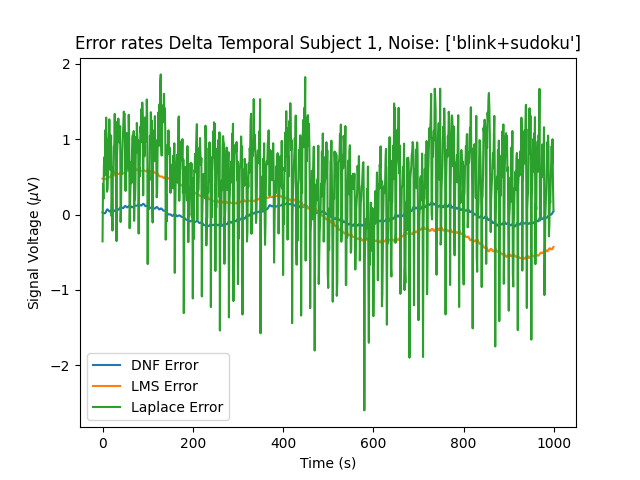 Error rates Delta Temporal Subject 1, Noise: ['blink+sudoku']
2
1
0
−1
−2
Signal Voltage (μV)
DNF Error
LMS Error
Laplace Error
0 200 400 600 800 1000
Time (s)